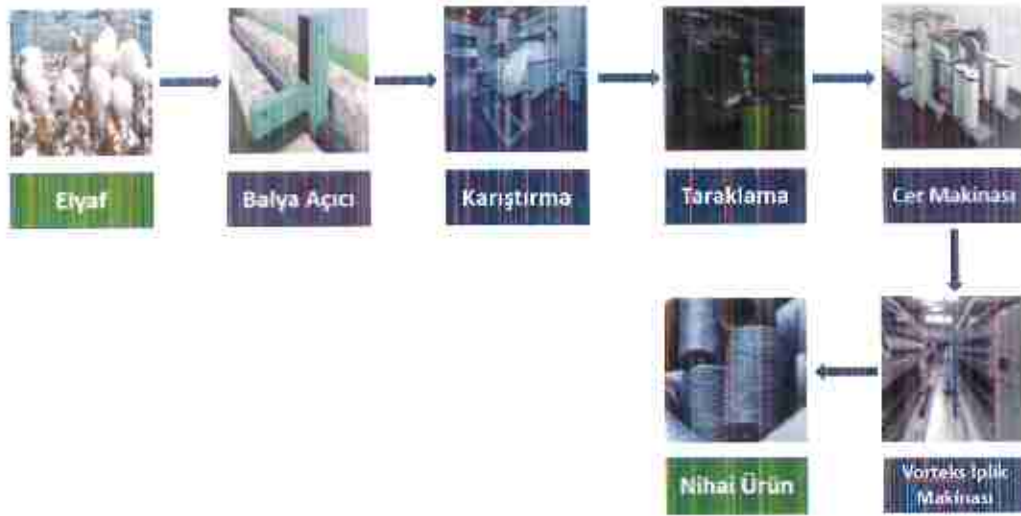 Elyaf
Balya Açıcı
Karıştırma
Taraklama
Cer Makinası
Nihai Ürün
Vorteks İplik
Makinası